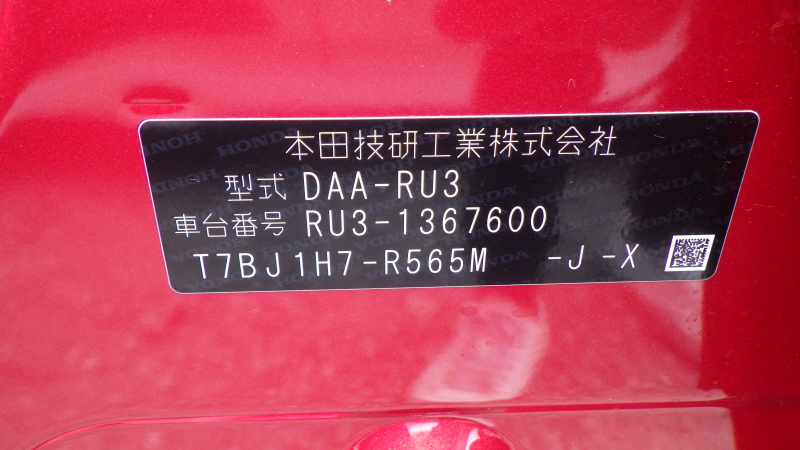 本田技研工業株式会社
型式 DAA-RU3
車台番号 RU3-1367600
T7BJ1H7-R565M -J -X